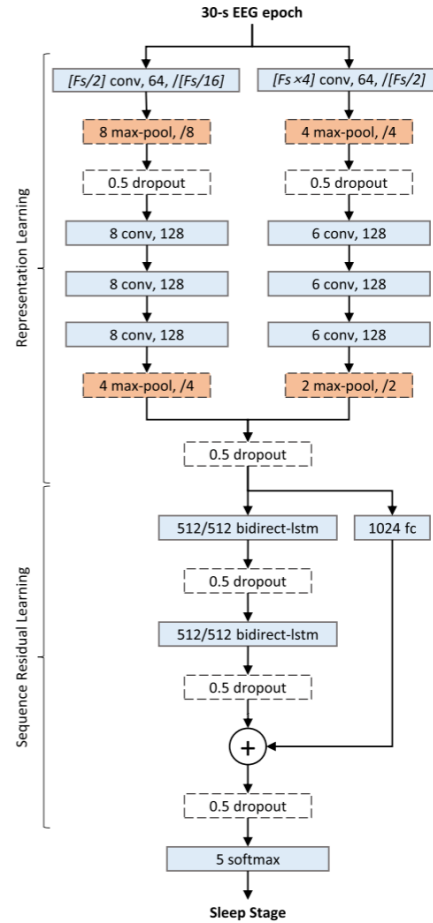 30-s EEG epoch
[Fs/2] conv, 64, /[Fs/16]
[Fs ×4] conv, 64, /[Fs/2]
8 max-pool, /8
4 max-pool, /4
0.5 dropout
0.5 dropout
8 conv, 128
6 conv, 128
8 conv, 128
6 conv, 128
8 conv, 128
6 conv, 128
4 max-pool, /4
2 max-pool, /2
0.5 dropout
Representation Learning
512/512 bidirect-lstm
1024 fc
0.5 dropout
512/512 bidirect-lstm
0.5 dropout
+
0.5 dropout
Sequence Residual Learning
5 softmax
Sleep Stage